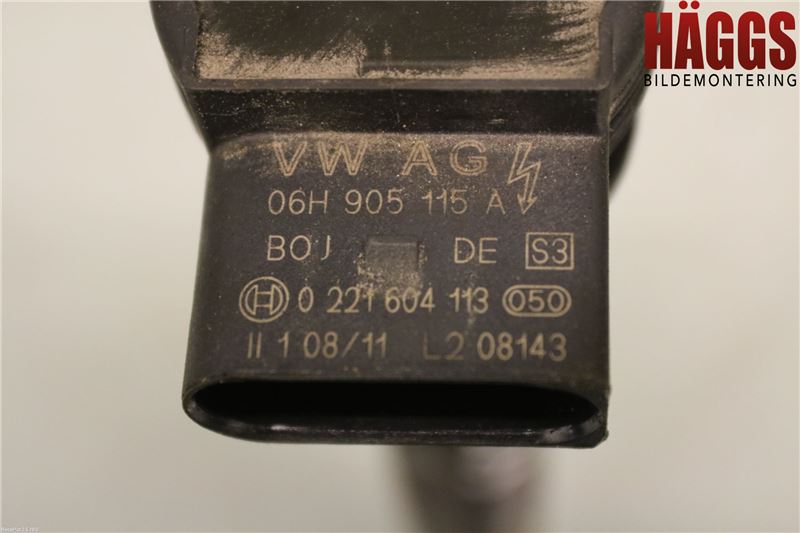 HÄGGS
BILDEMONTERING
VW AG
06H 905 115 A
BOJ DE S3
0 221 604 113 050
II 1 08/11 L2 08143